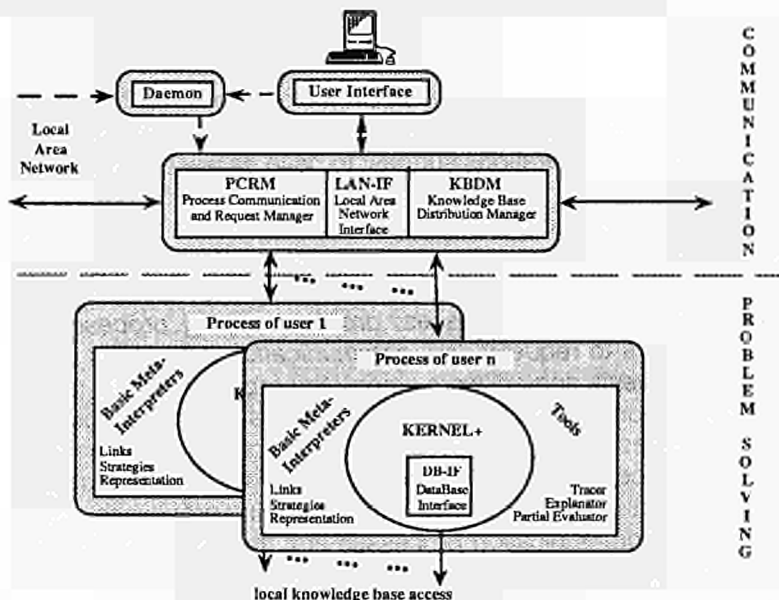 COMMUNICATION
Daemon
User Interface
Local
Area
Network
PCRM
Process Communication
and Request Manager
LAN-IF
Local Area
Network
Interface
KBDM
Knowledge Base
Distribution Manager
PROBLEM SOLVING
Process of user 1
Basic Meta-
Interpreters
K
Links
Strategies
Representation
Process of user n
Basic Meta-
Interpreters
KERNEL+
Tools
DB-IF
DataBase
Interface
Links
Strategies
Representation
Tracer
Explanator
Partial Evaluator
local knowledge base access